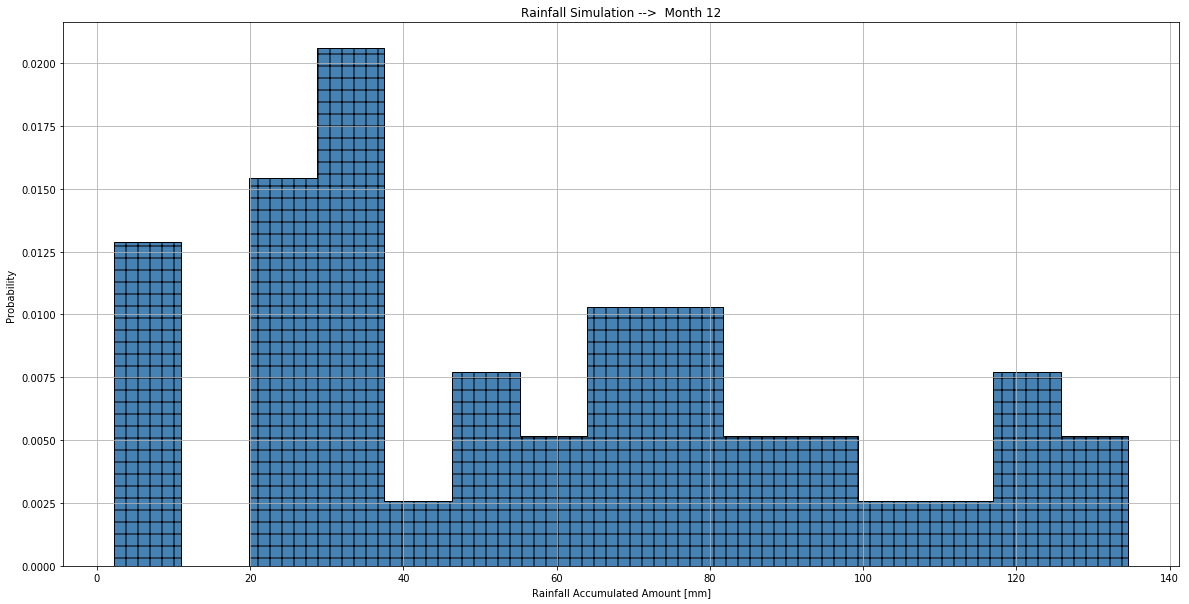 Rainfall Simulation --> Month 12
0.0200
0.0175
0.0150
0.0125
0.0100
0.0075
0.0050
0.0025
0.0000
Probability
0 20 40 60 80 100 120 140
Rainfall Accumulated Amount [mm]